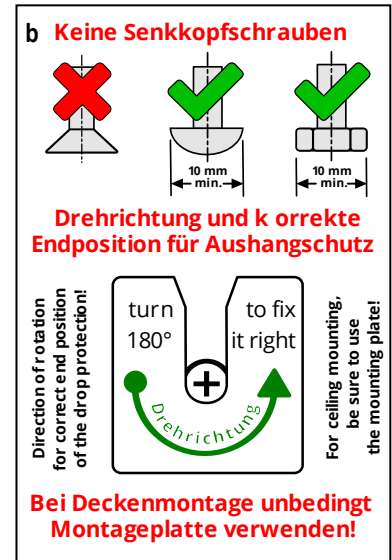 b Keine Senkkopfschrauben
10 mm
min.
10 mm
min.
Drehrichtung und k orrekte
Endposition für Aushangschutz
turn
180°
to fix
it right
Drehrichtung
Direction of rotation
for correct end position
of the drop protection!
For ceiling mounting,
be sure to use
the mounting plate!
Bei Deckenmontage unbedingt
Montageplatte verwenden!